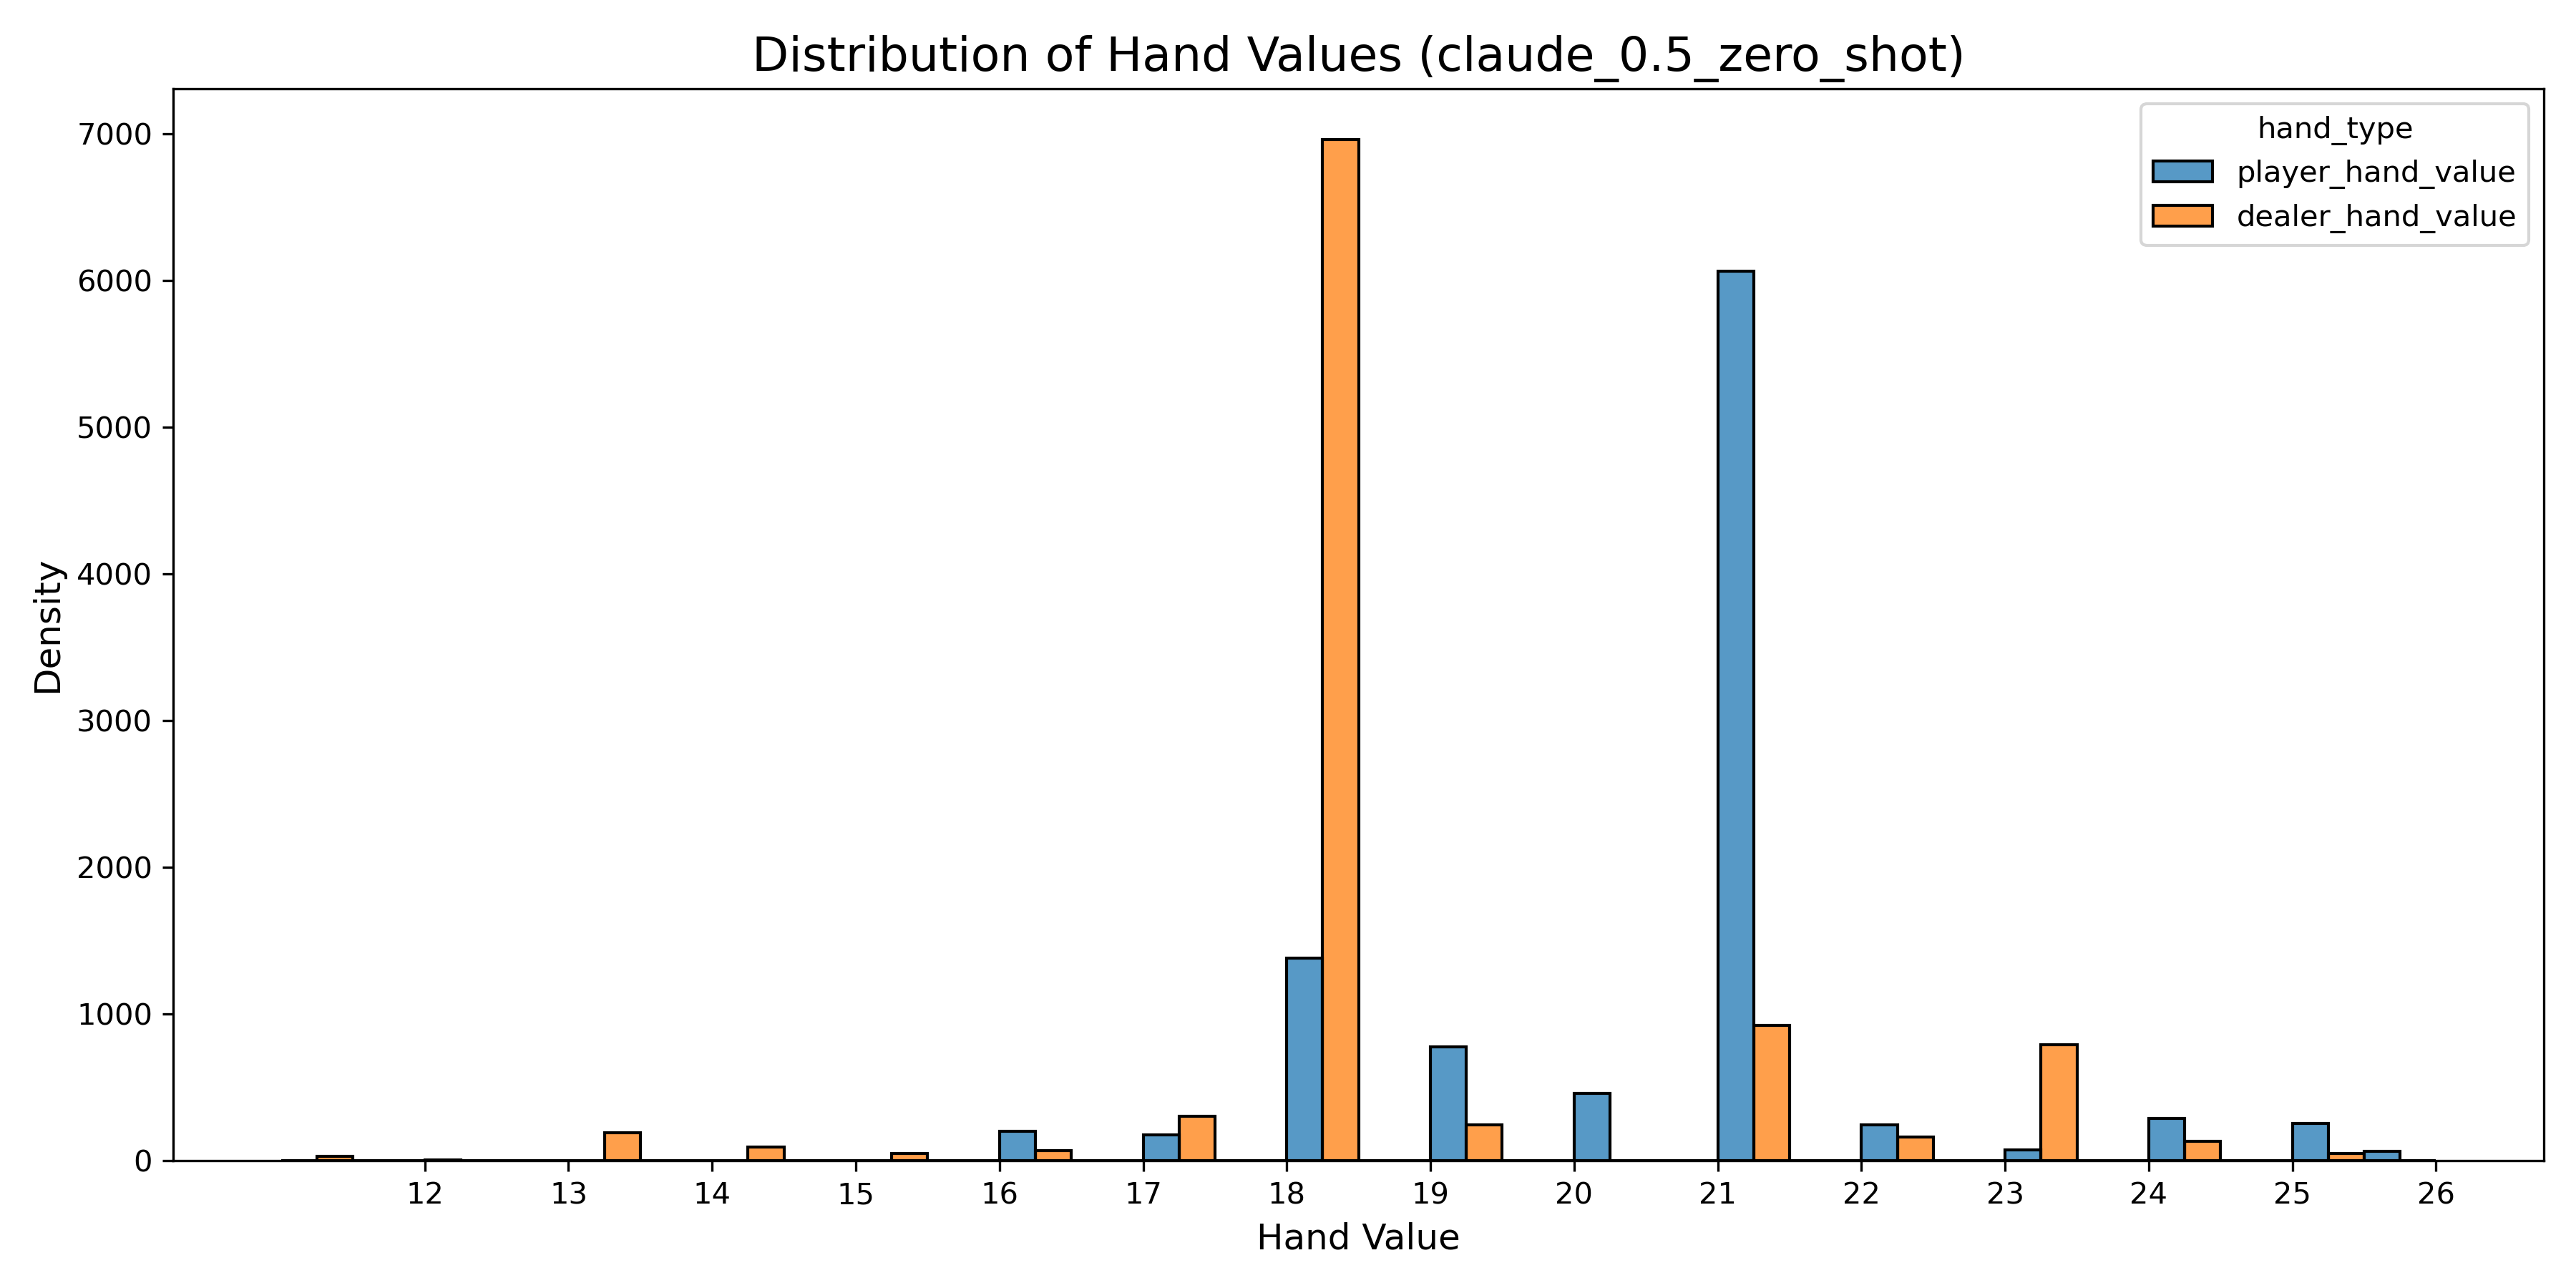 Distribution of Hand Values (claude_0.5_zero_shot)
hand_type
player_hand_value
dealer_hand_value
Density
7000
6000
5000
4000
3000
2000
1000
0
12 13 14 15 16 17 18 19 20 21 22 23 24 25 26
Hand Value